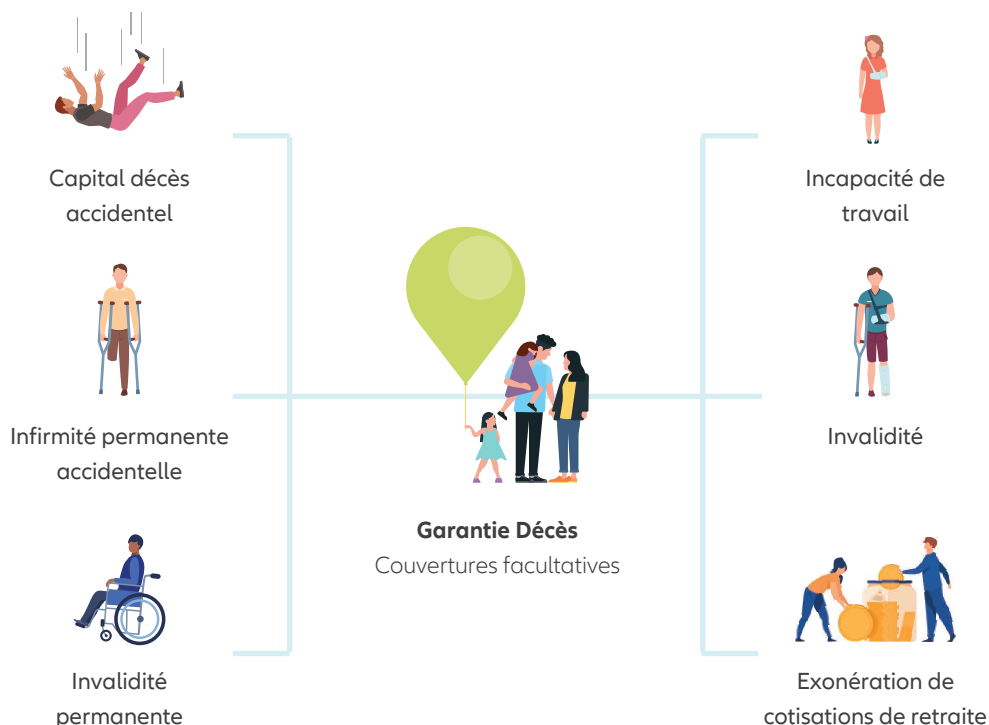 Capital décès
accidentel
Infirmité permanente
accidentelle
Invalidité
permanente
Garantie Décès
Couvertures facultatives
Incapacité de
travail
Invalidité
Exonération de
cotisations de retraite